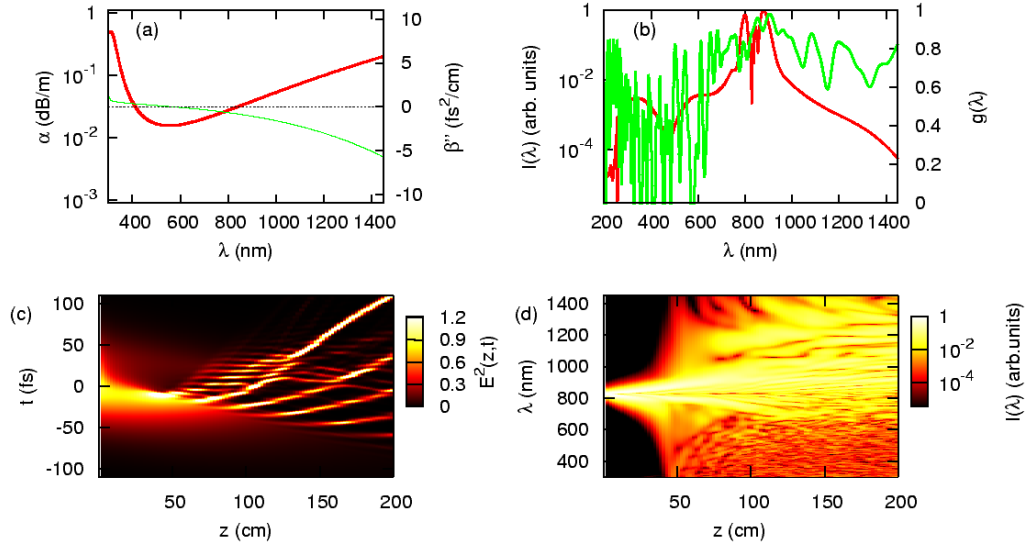 (a)
1
10⁻¹
10⁻²
10⁻³
α (dB/m)
10
5
0
-5
-10
β'' (fs²/cm)
400 600 800 1000 1200 1400
λ (nm)
(b)
1
10⁻²
10⁻⁴
I(λ) (arb. units)
1
0.8
0.6
0.4
0.2
0
g(λ)
200 400 600 800 1000 1200 1400
λ (nm)
(c)
100
50
0
-50
-100
t (fs)
50 100 150 200
z (cm)
1.2
0.9
0.6
0.3
0
E²(z,t)
(d)
1400
1200
1000
800
600
400
λ (nm)
50 100 150 200
z (cm)
1
10⁻²
10⁻⁴
I(λ) (arb.units)